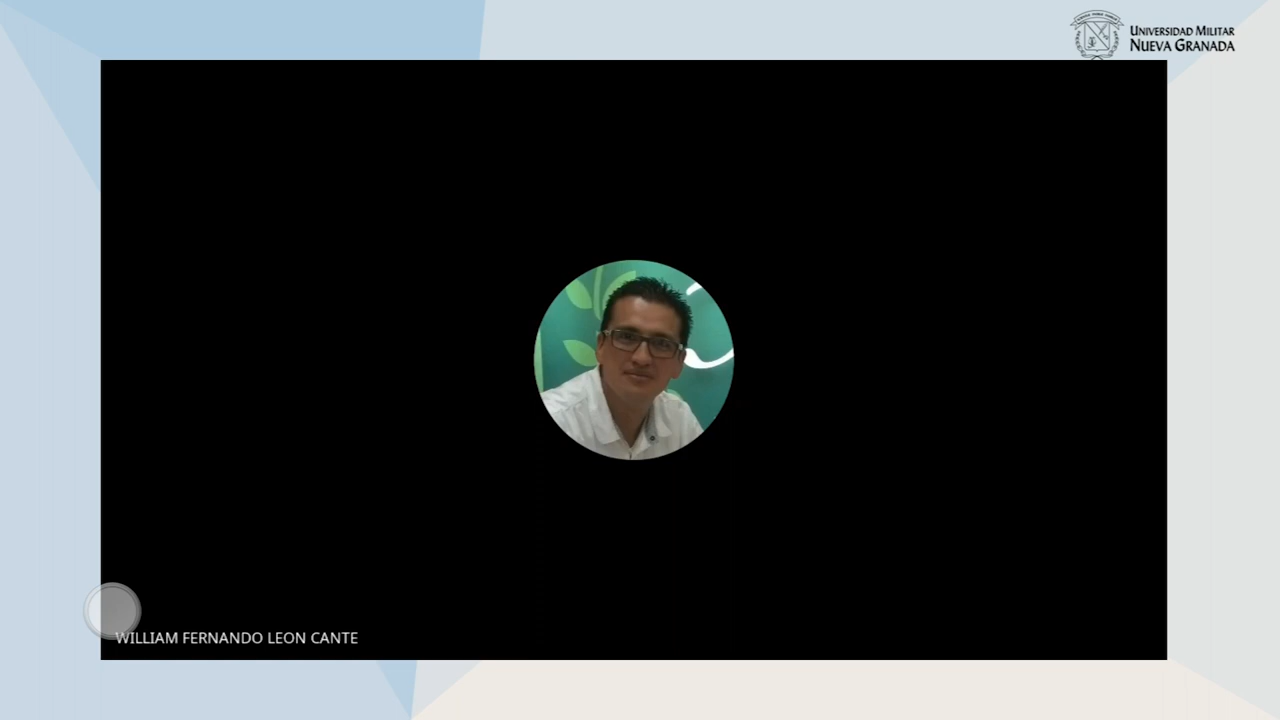 UNIVERSIDAD MILITAR
NUEVA GRANADA
WILLIAM FERNANDO LEON CANTE